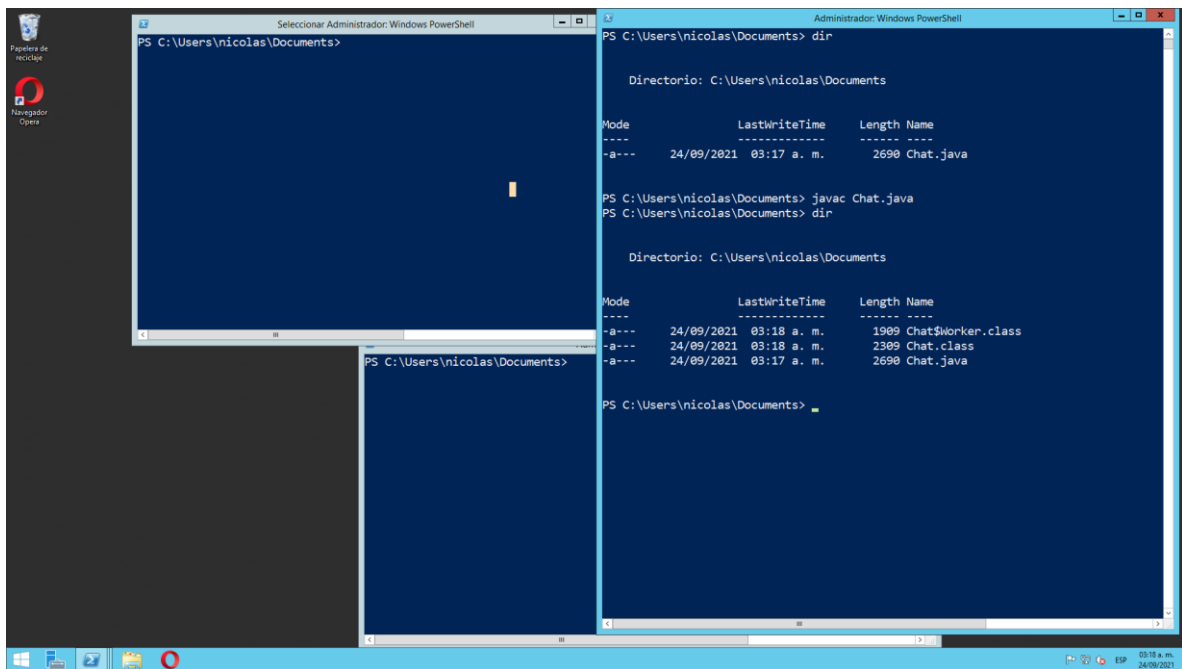 Papelera de
reciclaje
Navegador
Opera
Seleccionar Administrador: Windows PowerShell
PS C:\Users\nicolas\Documents>
PS C:\Users\nicolas\Documents>
Administrador: Windows PowerShell
PS C:\Users\nicolas\Documents> dir
Directorio: C:\Users\nicolas\Documents
Mode LastWriteTime Length Name
---- ------------- ------ ----
-a--- 24/09/2021 03:17 a. m. 2690 Chat.java
PS C:\Users\nicolas\Documents> javac Chat.java
PS C:\Users\nicolas\Documents> dir
Directorio: C:\Users\nicolas\Documents
Mode LastWriteTime Length Name
---- ------------- ------ ----
-a--- 24/09/2021 03:18 a. m. 1909 Chat$Worker.class
-a--- 24/09/2021 03:18 a. m. 2309 Chat.class
-a--- 24/09/2021 03:17 a. m. 2690 Chat.java
PS C:\Users\nicolas\Documents>
ESP
03:18 a. m.
24/09/2021